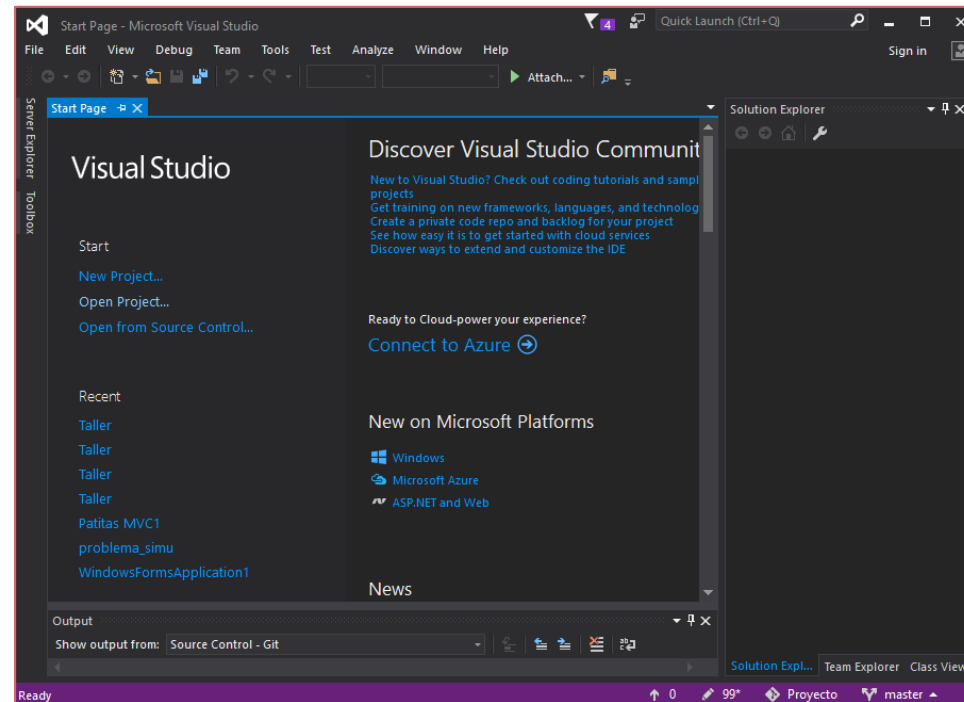 Start Page - Microsoft Visual Studio
4
Quick Launch (Ctrl+Q)
File Edit View Debug Team Tools Test Analyze Window Help
Sign in
Attach...
Server Explorer
Toolbox
Start Page
Visual Studio
Start
New Project...
Open Project...
Open from Source Control...
Recent
Taller
Taller
Taller
Taller
Patitas MVC1
problema_simu
WindowsFormsApplication1
Discover Visual Studio Communit
New to Visual Studio? Check out coding tutorials and sampl
projects
Get training on new frameworks, languages, and technolog
Create a private code repo and backlog for your project
See how easy it is to get started with cloud services
Discover ways to extend and customize the IDE
Ready to Cloud-power your experience?
Connect to Azure
New on Microsoft Platforms
Windows
Microsoft Azure
ASP.NET and Web
News
Solution Explorer
Output
Show output from: Source Control - Git
Solution Expl... Team Explorer Class View
Ready
0 99* Proyecto master